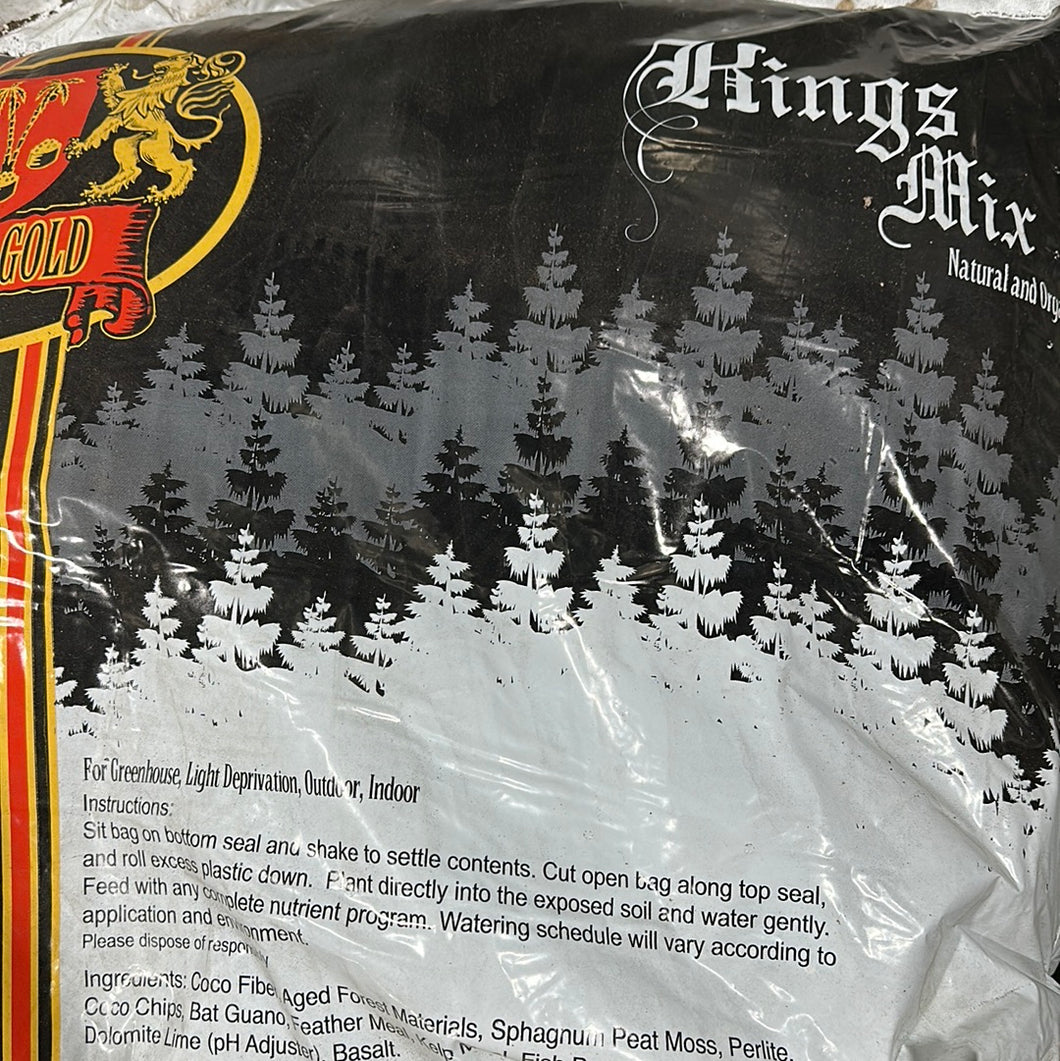 GOLD
Kings
Mix
Natural and
For Greenhouse, Light Deprivation, Outdoor, Indoor
Instructions:
Sit bag on bottom seal and shake to settle contents. Cut open bag along top seal,
and roll excess plastic down. Plant directly into the exposed soil and water gently.
Feed with any complete nutrient program. Watering schedule will vary according to
application and environment.
Please dispose of
Ingredients: Coco Fiber Aged Forest Materials, Sphagnum Peat Moss, Perlite,
Coco Chips, Bat Guano, Feather Meal, Kelp Fish
Dolomite Lime (pH Adjuster), Basalt.